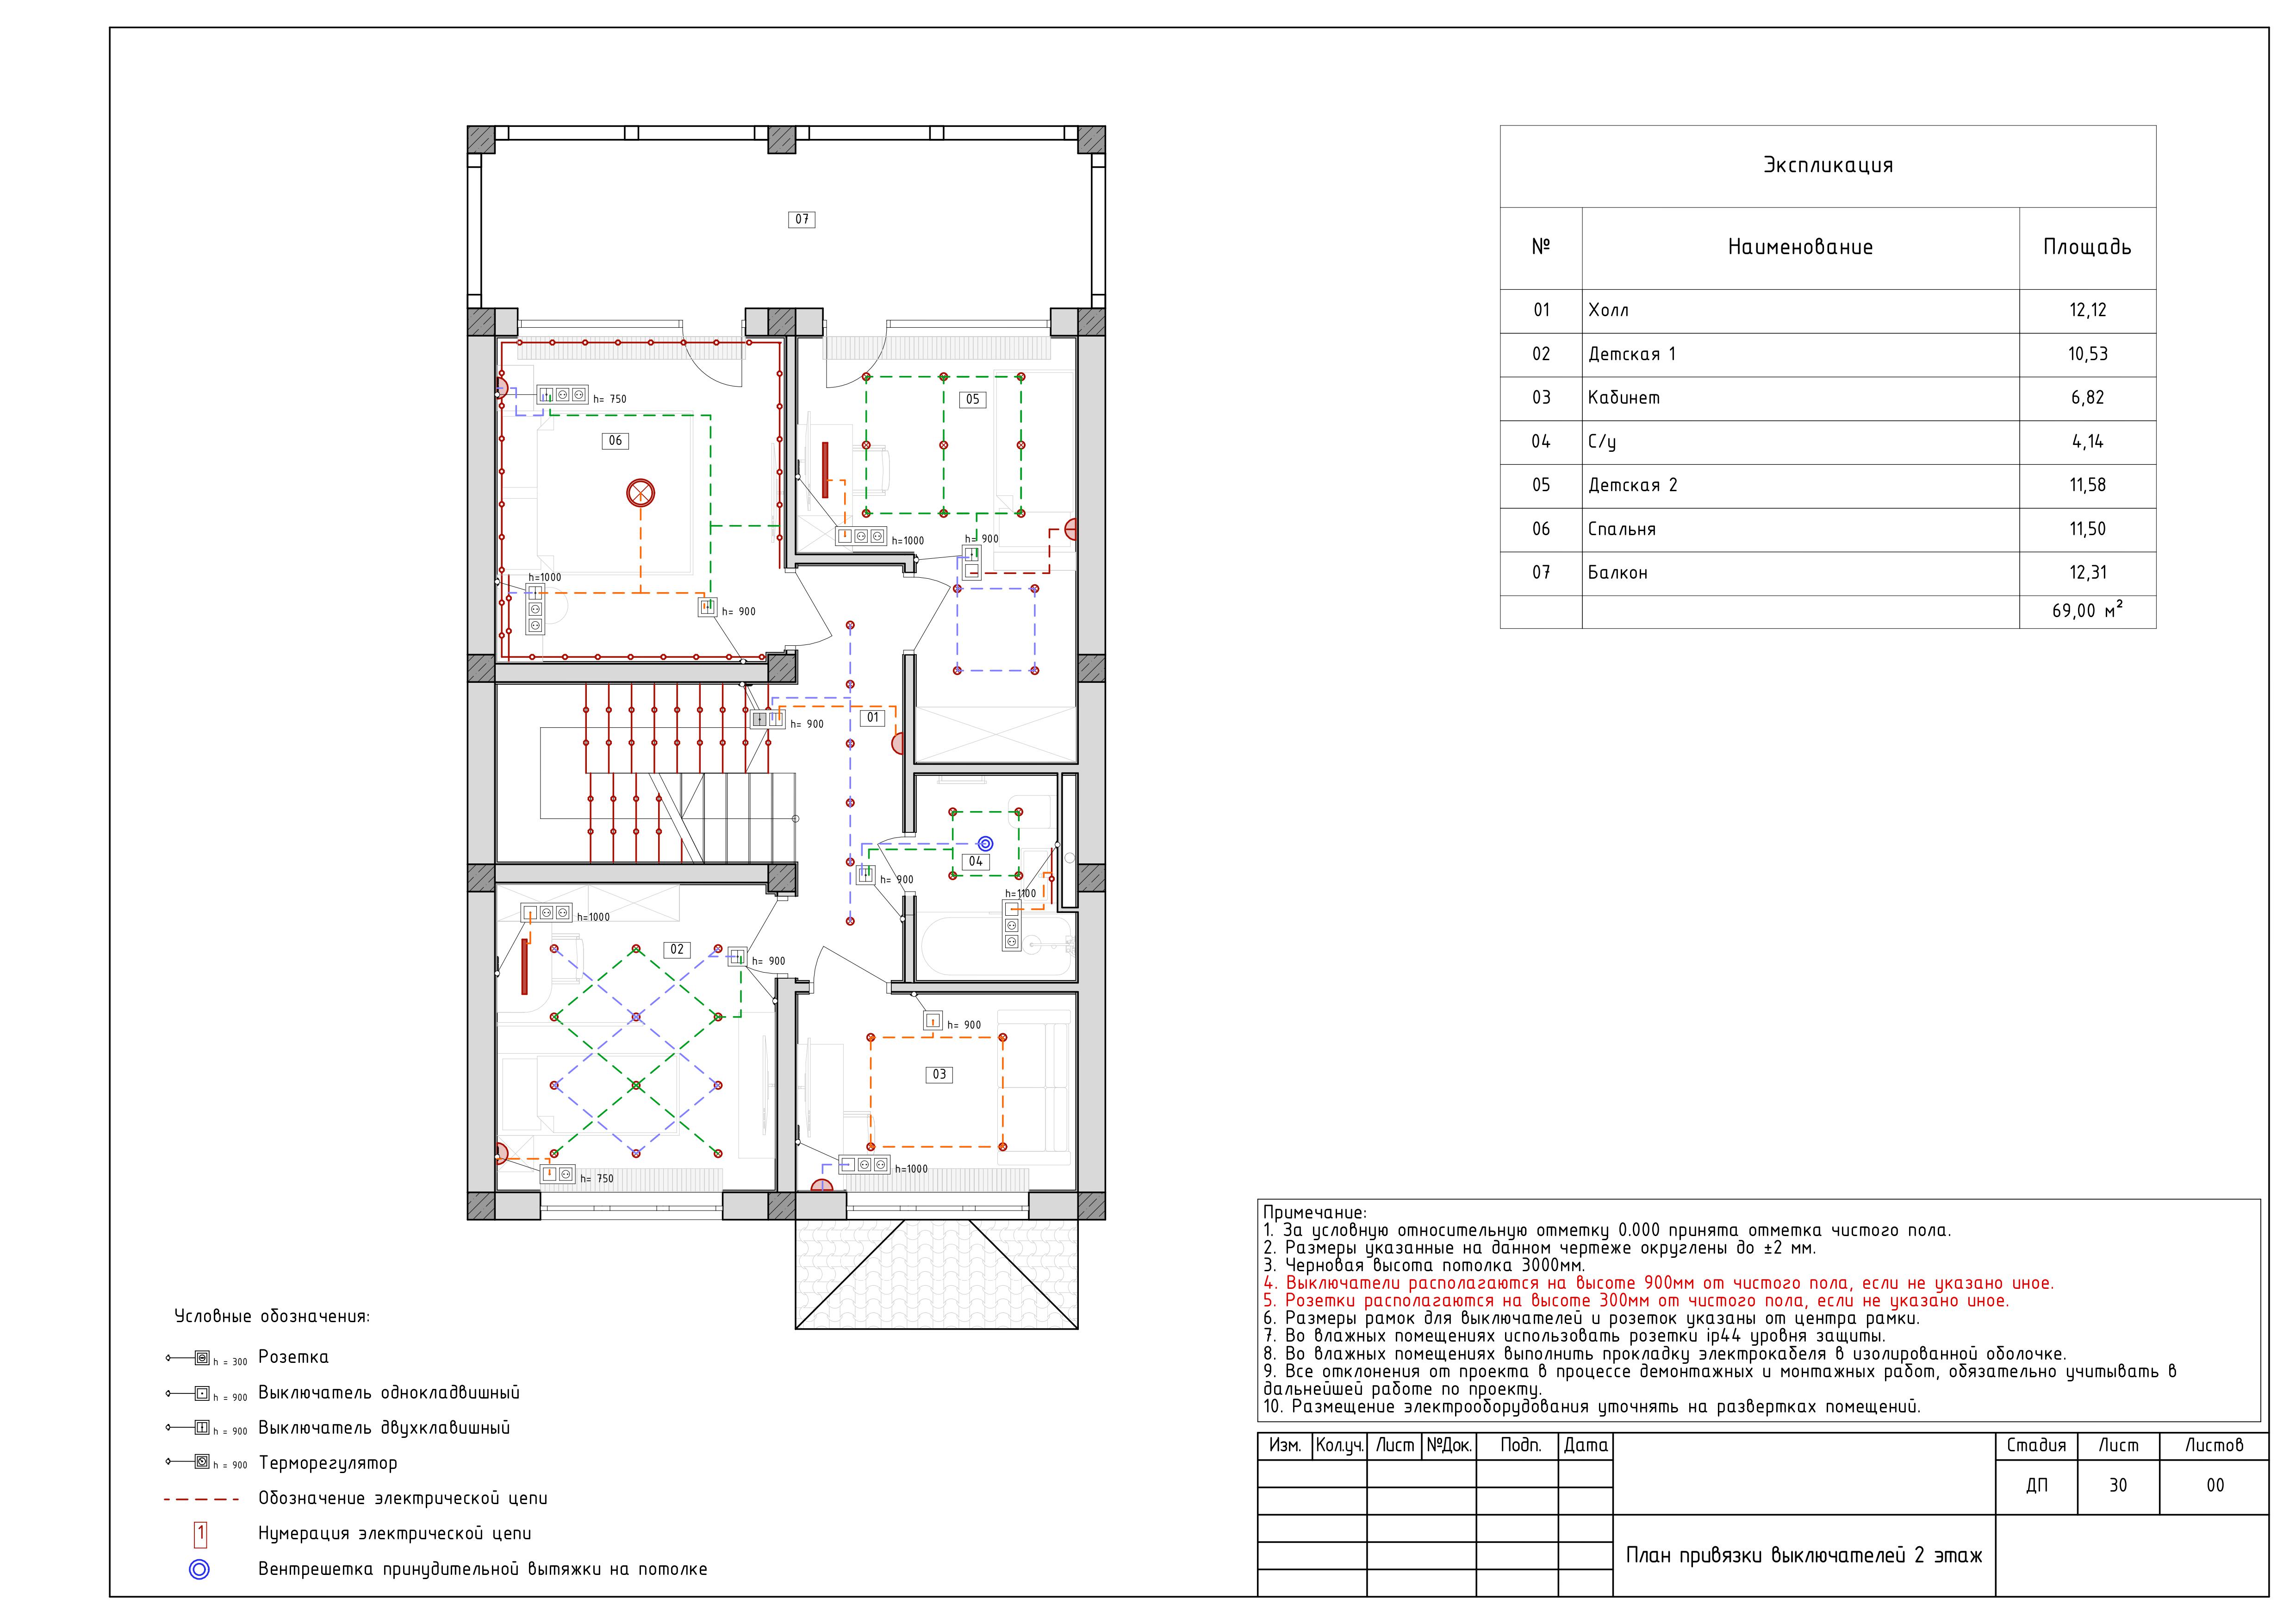 07
06
h= 750
h=1000
h= 900
05
h=1000
h= 900
01
h= 900
04
h= 900
h=1100
02
h=1000
h= 900
h= 750
03
h= 900
h=1000
Экспликация
№ Наименование Площадь
01 Холл 12,12
02 Детская 1 10,53
03 Кабинет 6,82
04 С/у 4,14
05 Детская 2 11,58
06 Спальня 11,50
07 Балкон 12,31
69,00 м²
Условные обозначения:
h = 300 Розетка
h = 900 Выключатель однокладвишный
h = 900 Выключатель двухклавишный
h = 900 Терморегулятор
Обозначение электрической цепи
1 Нумерация электрической цепи
Вентрешетка принудительной вытяжки на потолке
Примечание:
1. За условную относительную отметку 0.000 принята отметка чистого пола.
2. Размеры указанные на данном чертеже округлены до ±2 мм.
3. Черновая высота потолка 3000мм.
4. Выключатели располагаются на высоте 900мм от чистого пола, если не указано иное.
5. Розетки располагаются на высоте 300мм от чистого пола, если не указано иное.
6. Размеры рамок для выключателей и розеток указаны от центра рамки.
7. Во влажных помещениях использовать розетки ip44 уровня защиты.
8. Во влажных помещениях выполнить прокладку электрокабеля в изолированной оболочке.
9. Все отклонения от проекта в процессе демонтажных и монтажных работ, обязательно учитывать в
дальнейшей работе по проекту.
10. Размещение электрооборудования уточнять на развертках помещений.
Изм. Кол.уч. Лист №Док. Подп. Дата
Стадия Лист Листов
ДП 30 00
План привязки выключателей 2 этаж